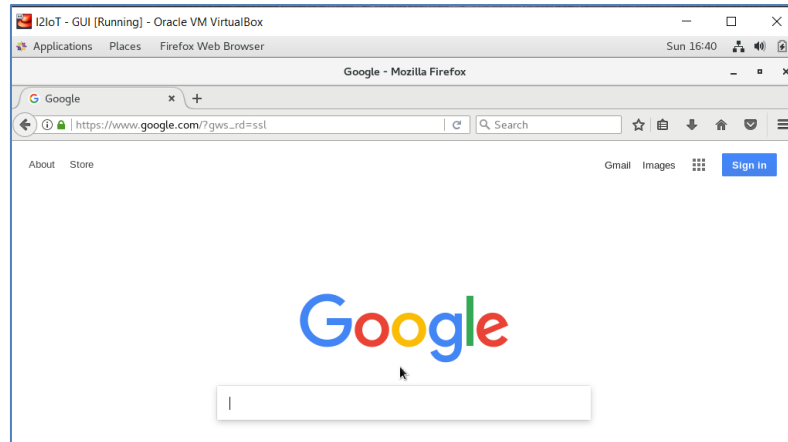 I2IoT - GUI [Running] - Oracle VM VirtualBox
Applications Places Firefox Web Browser Sun 16:40
Google - Mozilla Firefox
Google
https://www.google.com/?gws_rd=ssl Search
About Store Gmail Images Sign in
Google